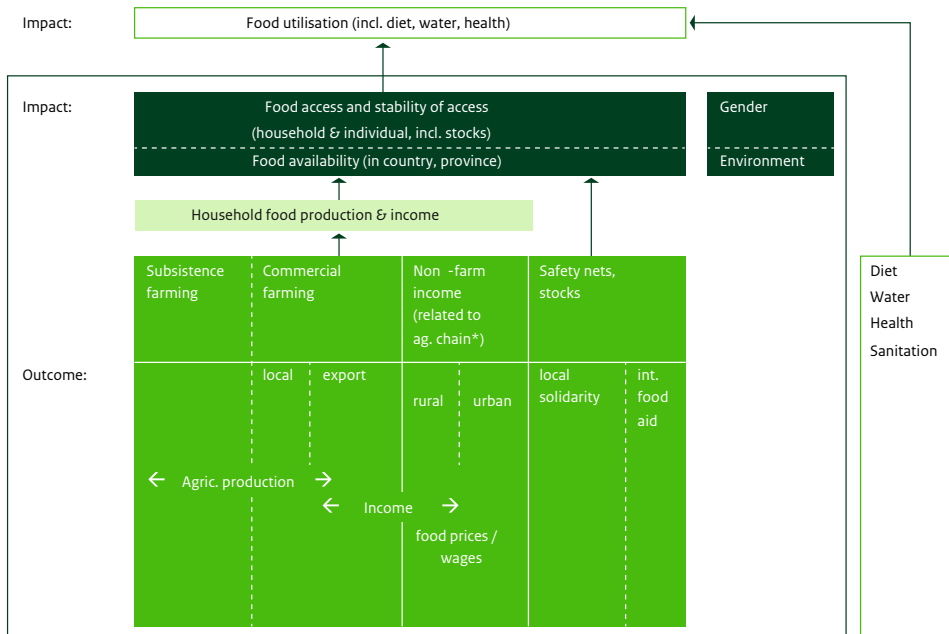 Impact:
Food utilisation (incl. diet, water, health)
Impact:
Food access and stability of access
(household & individual, incl. stocks)
Food availability (in country, province)
Gender
Environment
Household food production & income
Subsistence
farming
Commercial
farming
Non -farm
income
(related to
ag. chain*)
Safety nets,
stocks
Diet
Water
Health
Sanitation
Outcome:
local
export
rural
urban
local
solidarity
int.
food
aid
Agric. production
Income
food prices /
wages